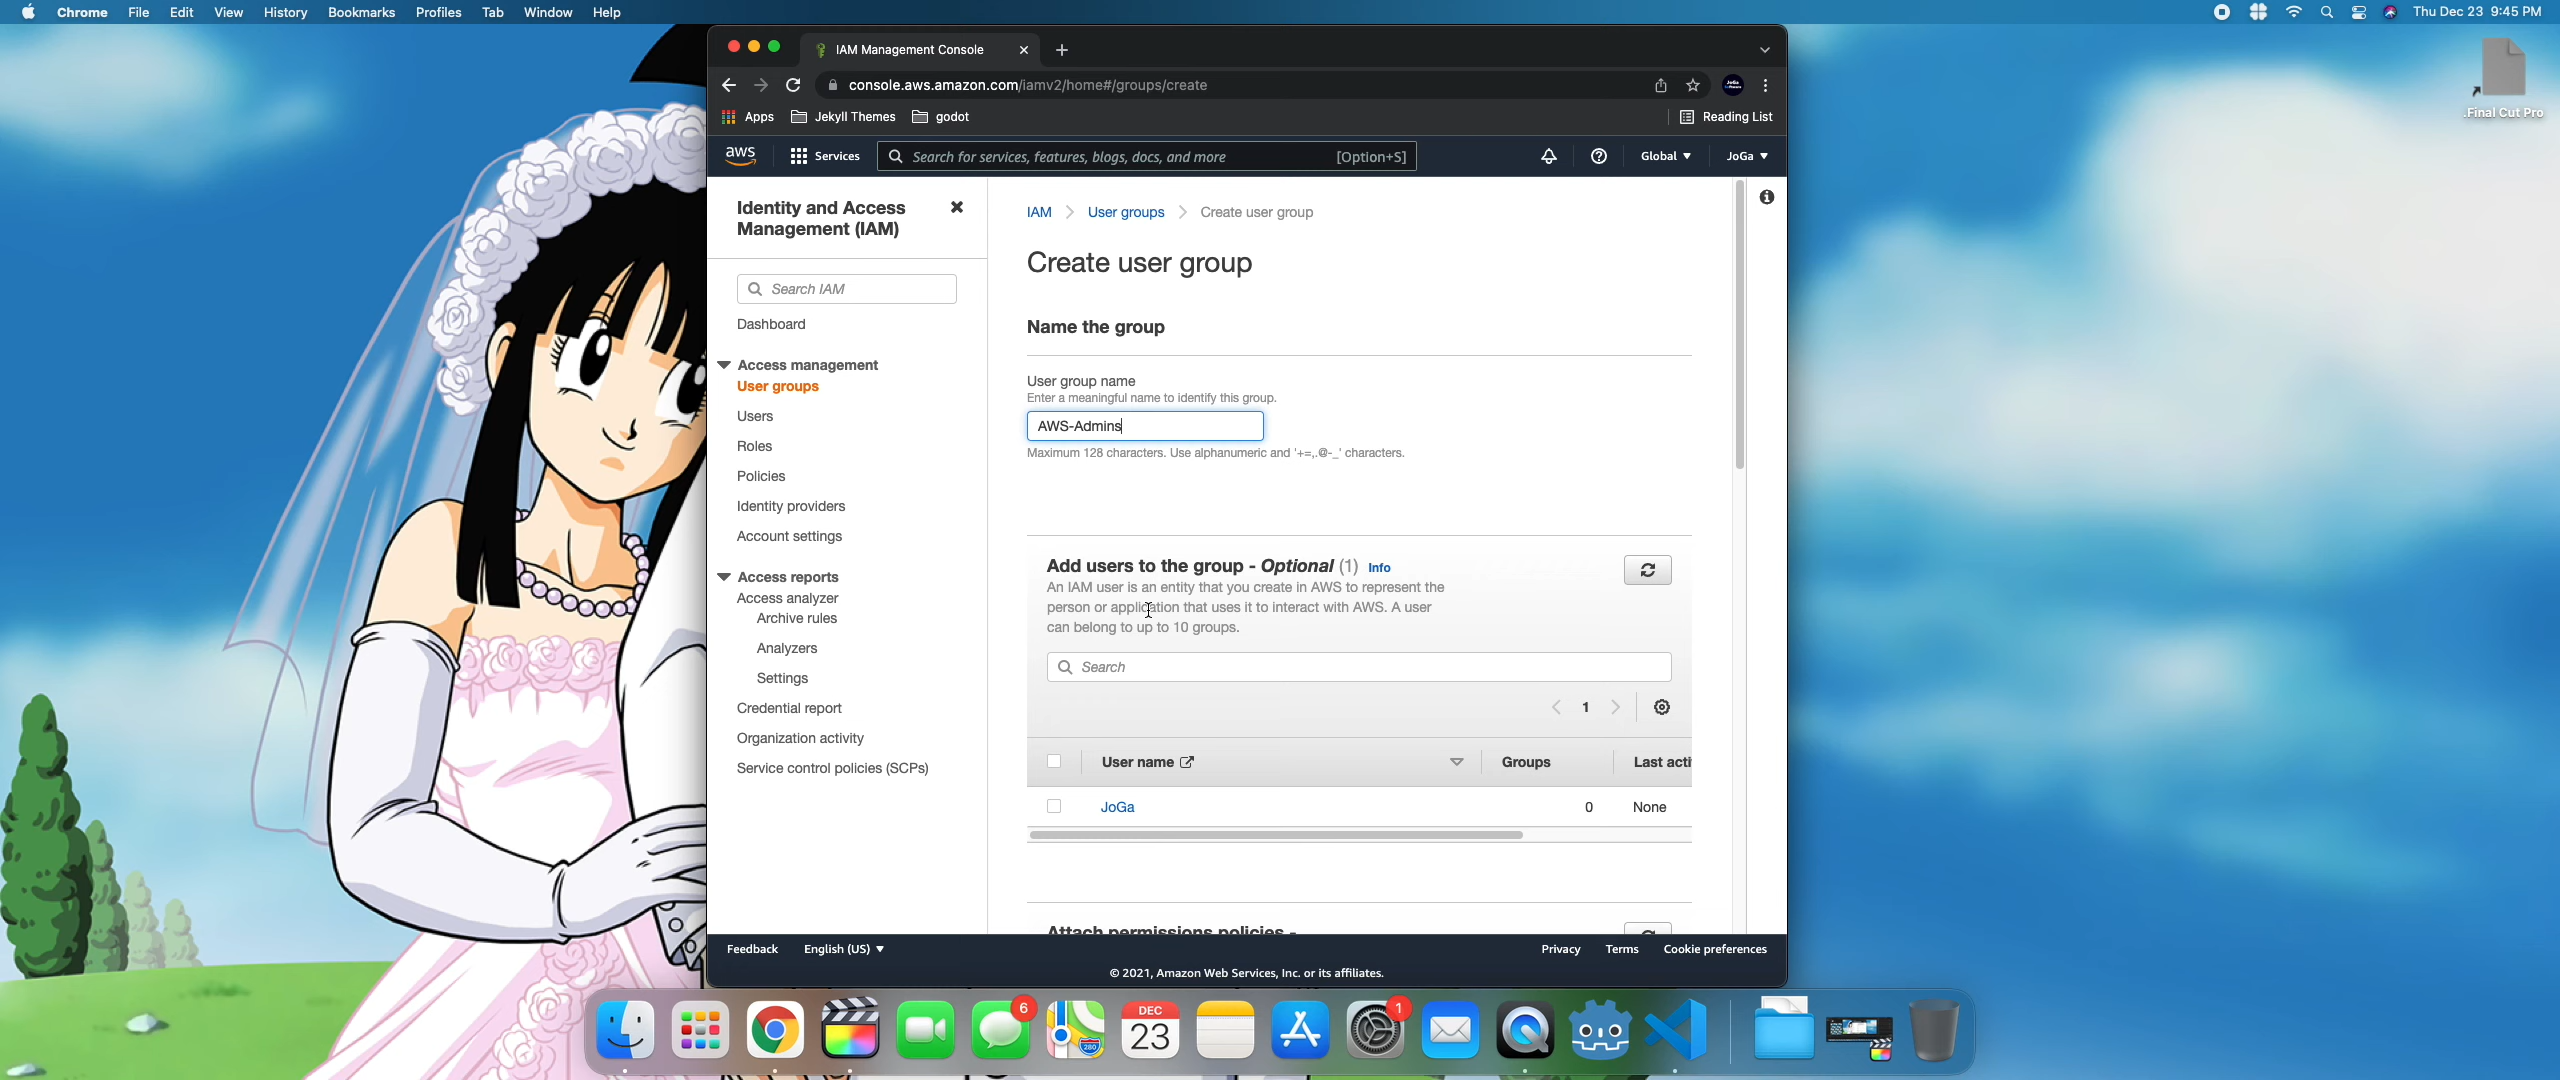 Chrome File Edit View History Bookmarks Profiles Tab Window Help Thu Dec 23 9:45 PM
IAM Management Console
console.aws.amazon.com/iamv2/home#/groups/create
Apps Jekyll Themes godot Reading List
.Final Cut Pro
aws Services Search for services, features, blogs, docs, and more [Option+S] Global JoGa
Identity and Access
Management (IAM)
Search IAM
Dashboard
Access management
User groups
Users
Roles
Policies
Identity providers
Account settings
Access reports
Access analyzer
Archive rules
Analyzers
Settings
Credential report
Organization activity
Service control policies (SCPs)
IAM User groups Create user group
Create user group
Name the group
User group name
Enter a meaningful name to identify this group.
AWS-Admins
Maximum 128 characters. Use alphanumeric and '+=,.@-_' characters.
Add users to the group - Optional (1) Info
An IAM user is an entity that you create in AWS to represent the
person or application that uses it to interact with AWS. A user
can belong to up to 10 groups.
Search
1
User name Groups Last acti
JoGa 0 None
Attach permissions policies -
Feedback English (US) Privacy Terms Cookie preferences
© 2021, Amazon Web Services, Inc. or its affiliates.
6
DEC
23
280
1